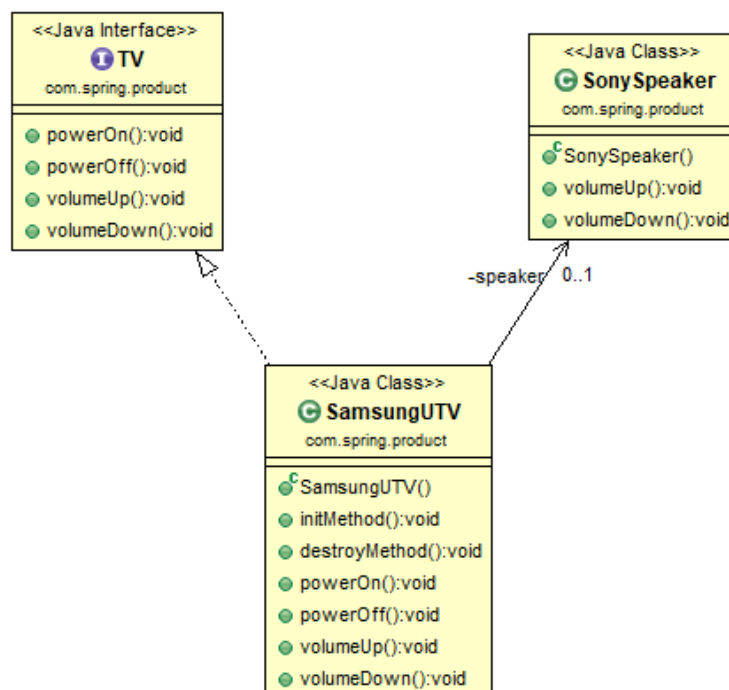 <<Java Interface>>
I TV
com.spring.product
powerOn():void
powerOff():void
volumeUp():void
volumeDown():void
<<Java Class>>
C SonySpeaker
com.spring.product
C SonySpeaker()
volumeUp():void
volumeDown():void
-speaker 0..1
<<Java Class>>
C SamsungUTV
com.spring.product
C SamsungUTV()
initMethod():void
destroyMethod():void
powerOn():void
powerOff():void
volumeUp():void
volumeDown():void